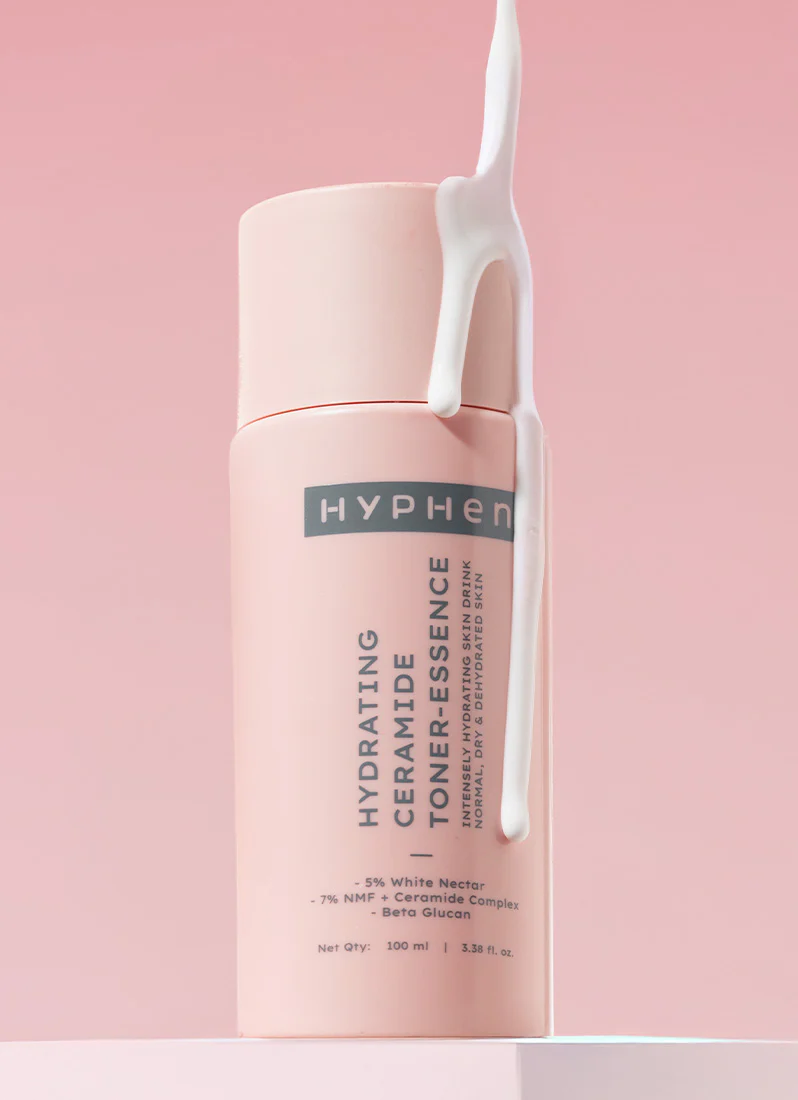 HYPHen
HYDRATING
CERAMIDE
TONER-ESSENCE
INTENSELY HYDRATING SKIN DRINK
NORMAL, DRY & DEHYDRATED SKIN
- 5% White Nectar
- 7% NMF + Ceramide Complex
- Beta Glucan
Net Qty: 100 ml | 3.38 fl. oz.